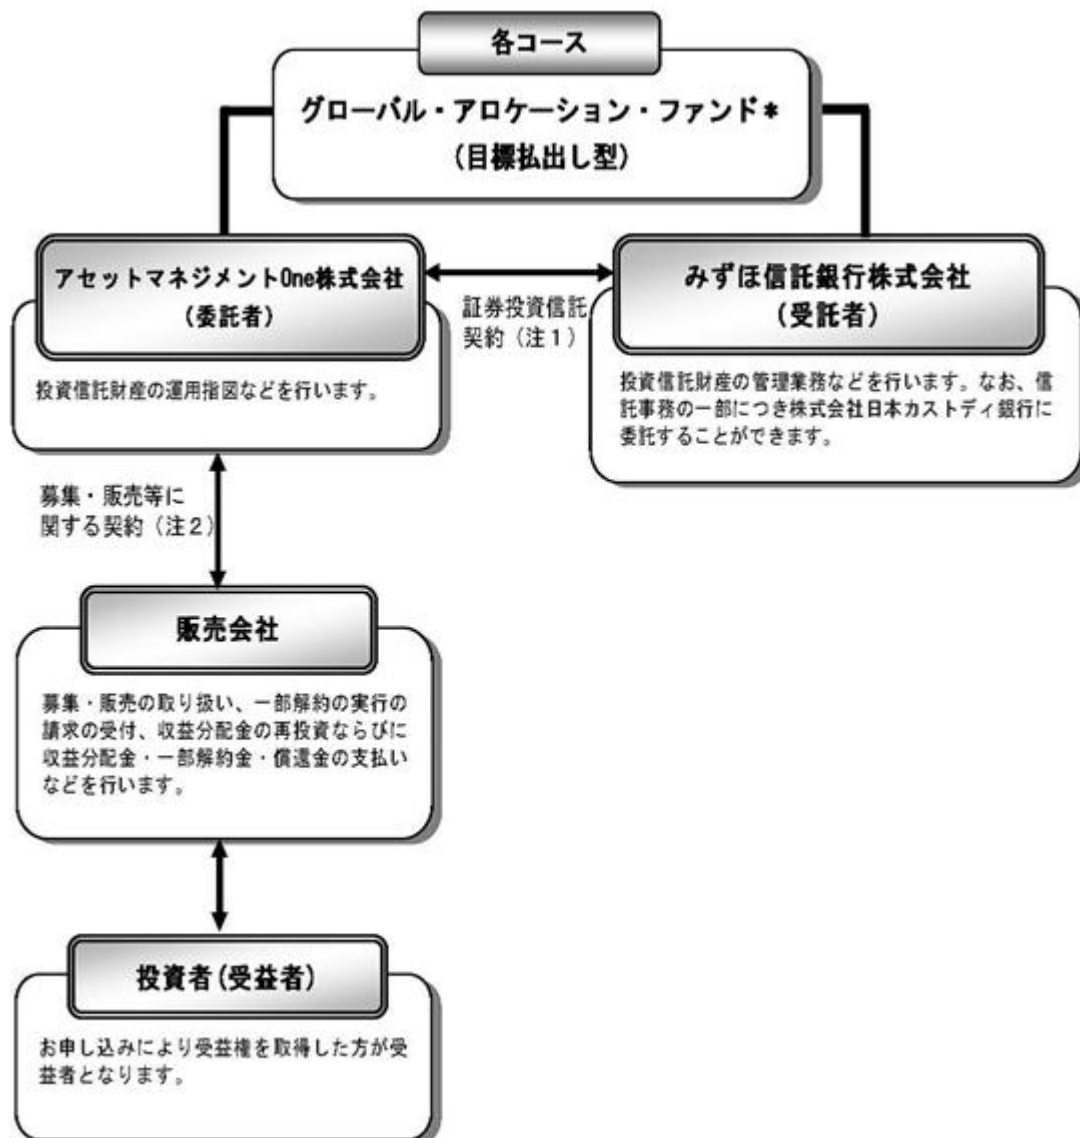 各コース
グローバル・アロケーション・ファンド*
(目標払出し型)
アセットマネジメントOne株式会社
(委託者)
投資信託財産の運用指図などを行います。
証券投資信託
契約(注1)
みずほ信託銀行株式会社
(受託者)
投資信託財産の管理業務などを行います。なお、信
託事務の一部につき株式会社日本カストディ銀行に
委託することができます。
募集・販売等に
関する契約(注2)
販売会社
募集・販売の取り扱い、一部解約の実行の
請求の受付、収益分配金の再投資ならびに
収益分配金・一部解約金・償還金の支払い
などを行います。
投資者(受益者)
お申し込みにより受益権を取得した方が受
益者となります。